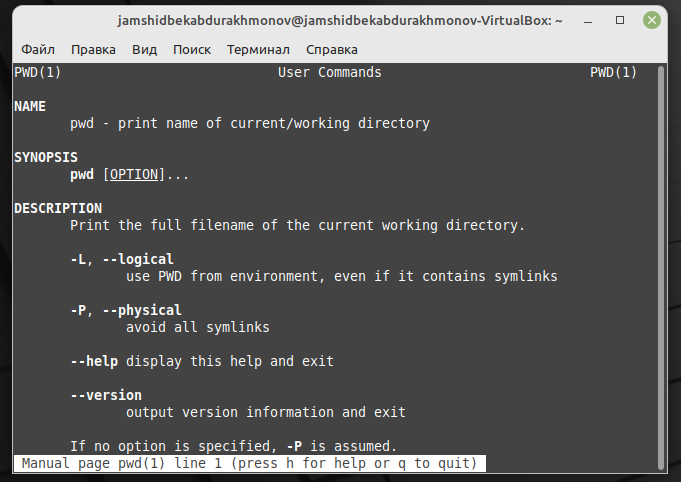 jamshidbekabdurakhmonov@jamshidbekabdurakhmonov-VirtualBox: ~
Файл Правка Вид Поиск Терминал Справка
PWD(1) User Commands PWD(1)
NAME
pwd - print name of current/working directory
SYNOPSIS
pwd [OPTION]...
DESCRIPTION
Print the full filename of the current working directory.
-L, --logical
use PWD from environment, even if it contains symlinks
-P, --physical
avoid all symlinks
--help display this help and exit
--version
output version information and exit
If no option is specified, -P is assumed.
Manual page pwd(1) line 1 (press h for help or q to quit)